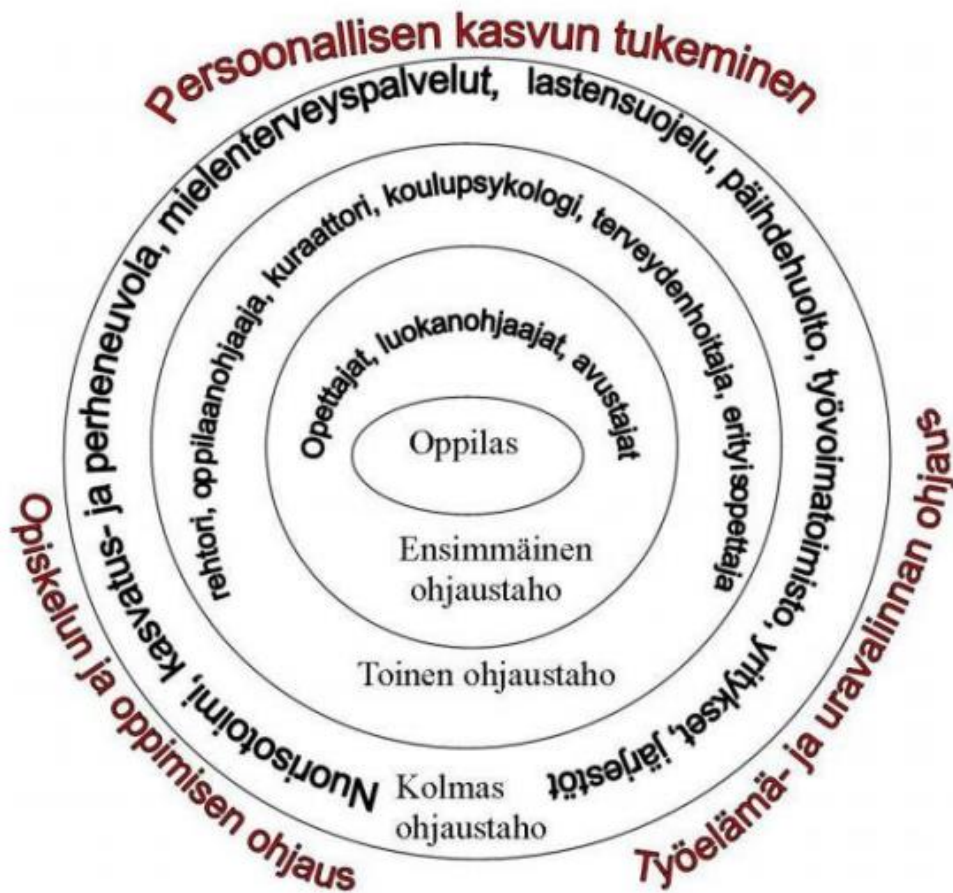 Persoonallisen kasvun tukeminen
Nuorisotoimi, kasvatus- ja perheneuvola, mielenterveyspalvelut, lastensuojelu, päihdehuolto, työvoimatoimisto, yritykset, järjestöt
rehtori, oppilaanohjaaja, kuraattori, koulupsykologi, terveydenhoitaja, erityisopettaja
Opettajat, luokanohjaajat, avustajat
Oppilas
Ensimmäinen
ohjaustaho
Toinen ohjaustaho
Kolmas
ohjaustaho
Opiskelun ja oppimisen ohjaus
Työelämä- ja uravalinnan ohjaus